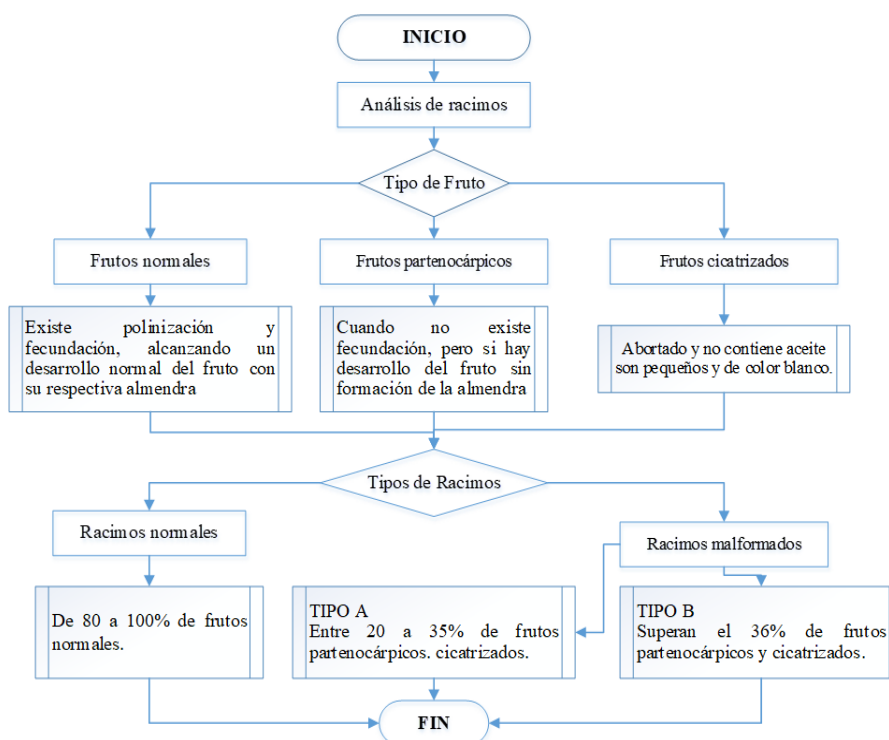 INICIO
Análisis de racimos
Tipo de Fruto
Frutos normales
Frutos partenocárpicos
Frutos cicatrizados
Existe polinización y
fecundación, alcanzando un
desarrollo normal del fruto con
su respectiva almendra
Cuando no existe
fecundación, pero si hay
desarrollo del fruto sin
formación de la almendra
Abortado y no contiene aceite
son pequeños y de color blanco.
Tipos de Racimos
Racimos normales
Racimos malformados
De 80 a 100% de frutos
normales.
TIPO A
Entre 20 a 35% de frutos
partenocárpicos. cicatrizados.
TIPO B
Superan el 36% de frutos
partenocárpicos y cicatrizados.
FIN